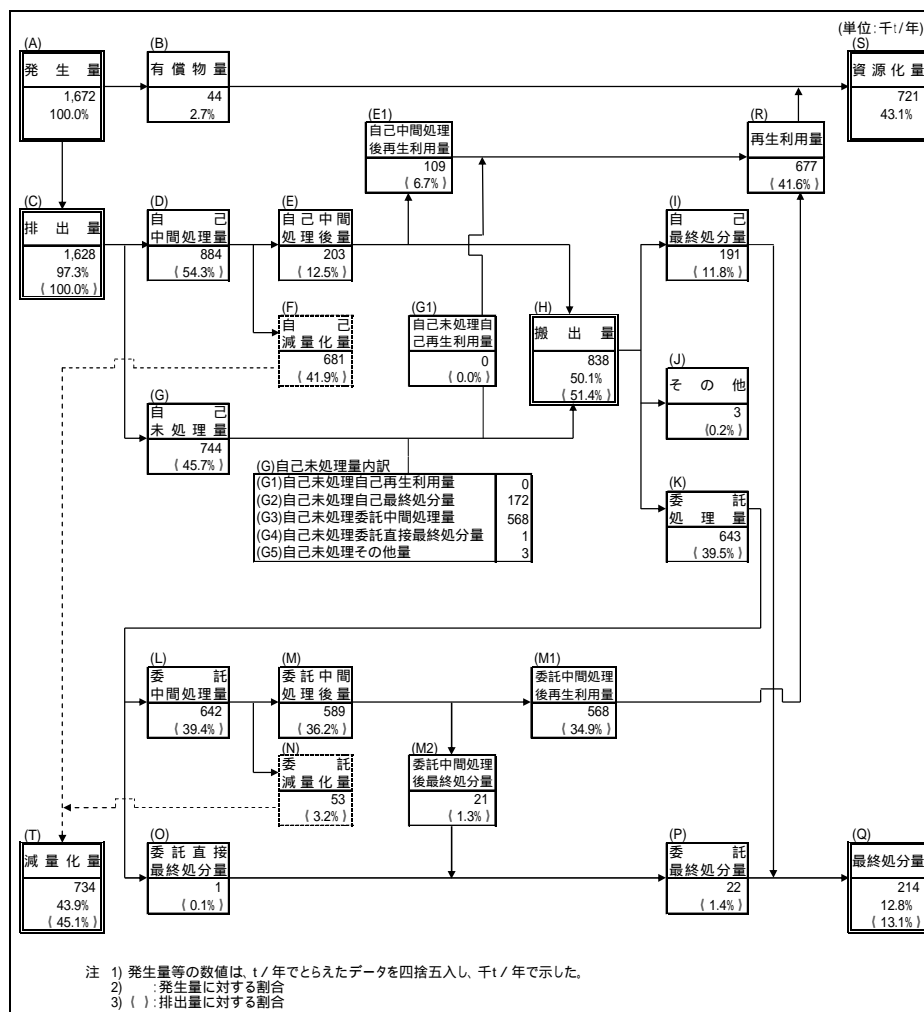 (単位:千t/年)
(A)
発 生 量
1,672
100.0%
(B)
有 償 物 量
44
2.7%
(S)
資 源 化 量
721
43.1%
(E1)
自己中間処理
後再生利用量
109
( 6.7% )
(R)
再生利用量
677
( 41.6% )
(C)
排 出 量
1,628
97.3%
( 100.0% )
(D)
自 己
中間処理量
884
( 54.3% )
(E)
自 己 中 間
処 理 後 量
203
( 12.5% )
(I)
自 己
最終処分量
191
( 11.8% )
(F)
自 己
減 量 化 量
681
( 41.9% )
(G1)
自己未処理自
己再生利用量
0
( 0.0% )
(H)
搬 出 量
838
50.1%
( 51.4% )
(J)
そ の 他
3
(0.2% )
(G)
自 己
未 処 理 量
744
( 45.7% )
(G)自己未処理量内訳
(G1)自己未処理自己再生利用量 0
(G2)自己未処理自己最終処分量 172
(G3)自己未処理委託中間処理量 568
(G4)自己未処理委託直接最終処分量 1
(G5)自己未処理その他量 3
(K)
委 託
処 理 量
643
( 39.5% )
(L)
委 託
中間処理量
642
( 39.4% )
(M)
委 託 中 間
処 理 後 量
589
( 36.2% )
(M1)
委託中間処理
後再生利用量
568
( 34.9% )
(N)
委 託
減 量 化 量
53
( 3.2% )
(M2)
委託中間処理
後最終処分量
21
( 1.3% )
(T)
減 量 化 量
734
43.9%
( 45.1% )
(O)
委 託 直 接
最終処分量
1
( 0.1% )
(P)
委 託
最終処分量
22
( 1.4% )
(Q)
最終処分量
214
12.8%
( 13.1% )
注 1) 発生量等の数値は、t / 年でとらえたデータを四捨五入し、千t / 年で示した。
2) :発生量に対する割合
3) ( ) :排出量に対する割合